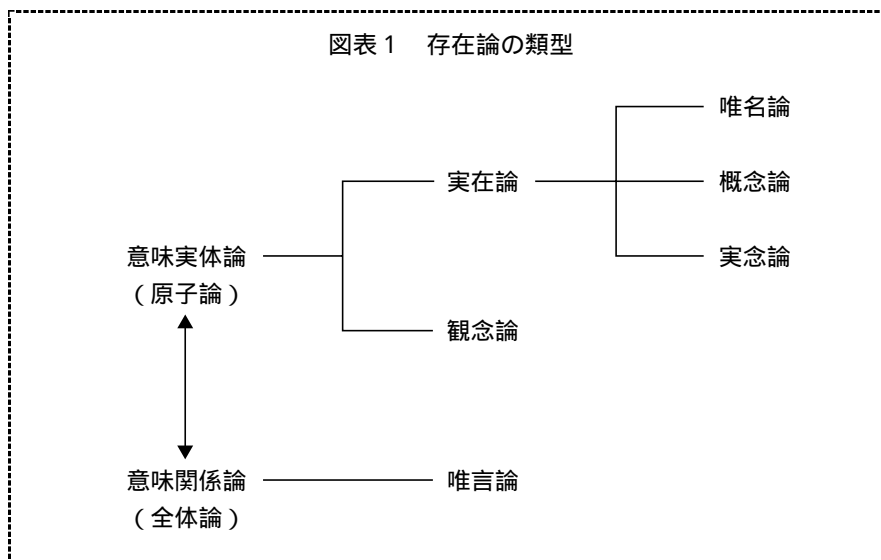 図表1 存在論の類型
唯名論
実在論
概念論
意味実体論
(原子論)
実念論
観念論
意味関係論
(全体論)
唯言論